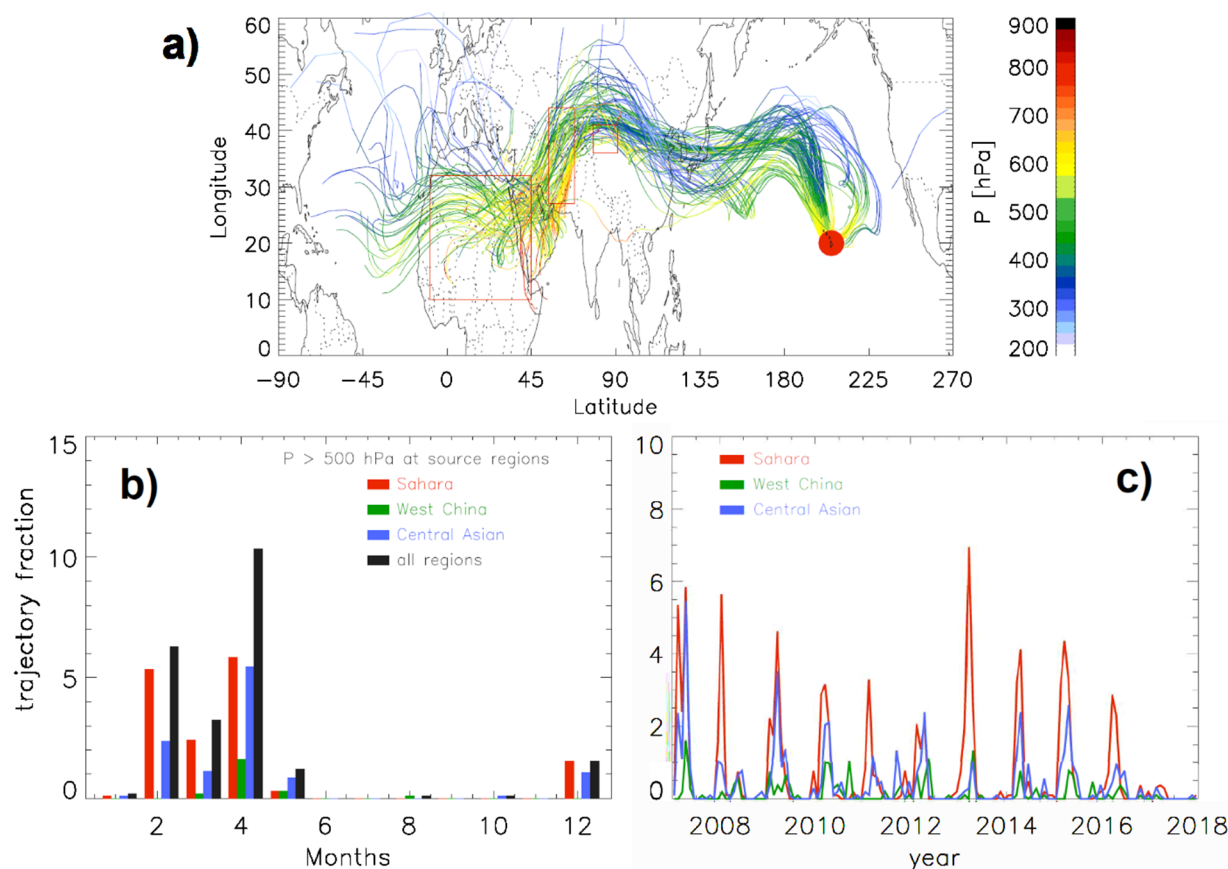 a)
60
50
40
30
20
10
0
Longitude
-90 -45 0 45 90 135 180 225 270
Latitude
900
800
700
600
500
400
300
200
P [hPa]
b)
15
10
5
0
trajectory fraction
P > 500 hPa at source regions
Sahara
West China
Central Asian
all regions
2 4 6 8 10 12
Months
c)
10
8
6
4
2
0
Sahara
West China
Central Asian
2008 2010 2012 2014 2016 2018
year